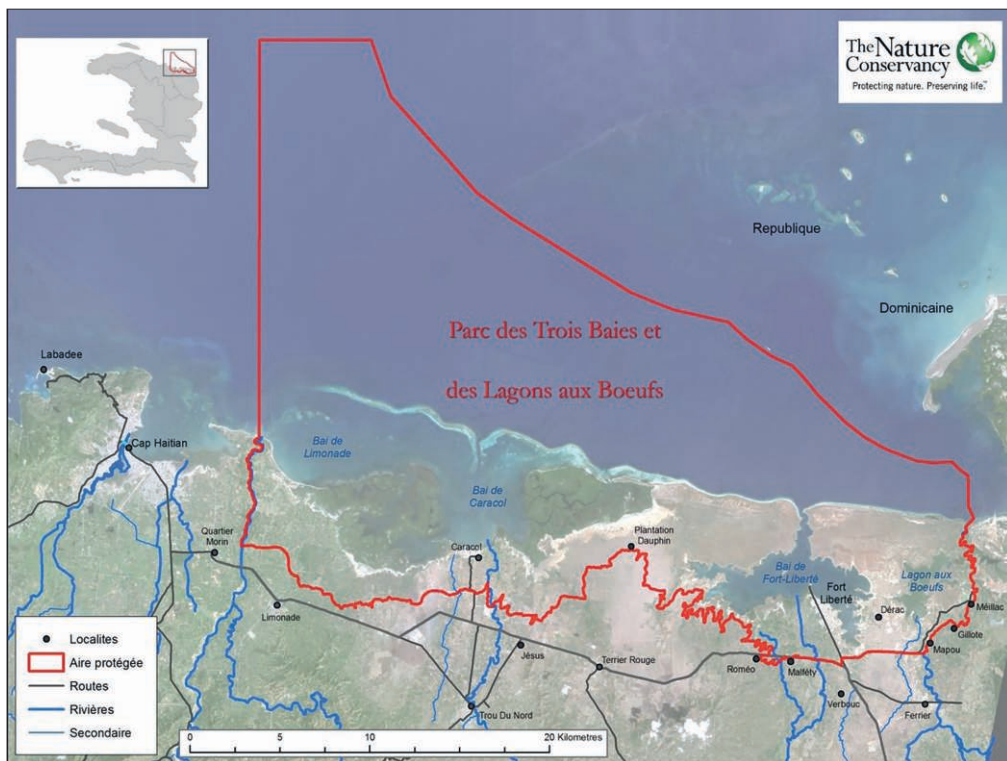 The Nature
Conservancy
Protecting nature. Preserving life.™
Republique
Dominicaine
Parc des Trois Baies et
des Lagons aux Boeufs
Labadee
Cap Haitian
Bai de
Limonade
Bai de
Caracol
Quartier
Morin
Caracol
Plantation
Dauphin
Bai de
Fort-Liberté
Fort
Liberté
Lagon aux
Boeufs
Dérac
Méillac
Gillote
Mapou
Limonade
Jésus
Terrier Rouge
Roméo
Malféty
Verbouc
Ferrier
Trou Du Nord
Localites
Aire protégée
Routes
Rivières
Secondaire
0 5 10 20 Kilometres